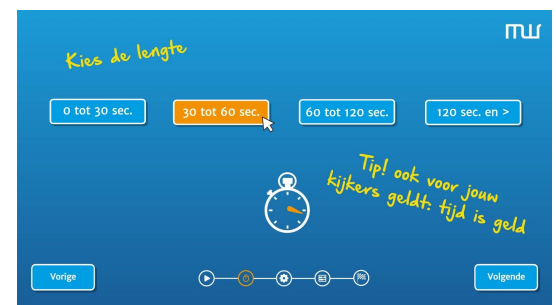 mw
Kies de lengte
0 tot 30 sec.
30 tot 60 sec.
60 tot 120 sec.
120 sec. en >
Tip! ook voor jouw
kijkers geldt: tijd is geld
Vorige
Volgende